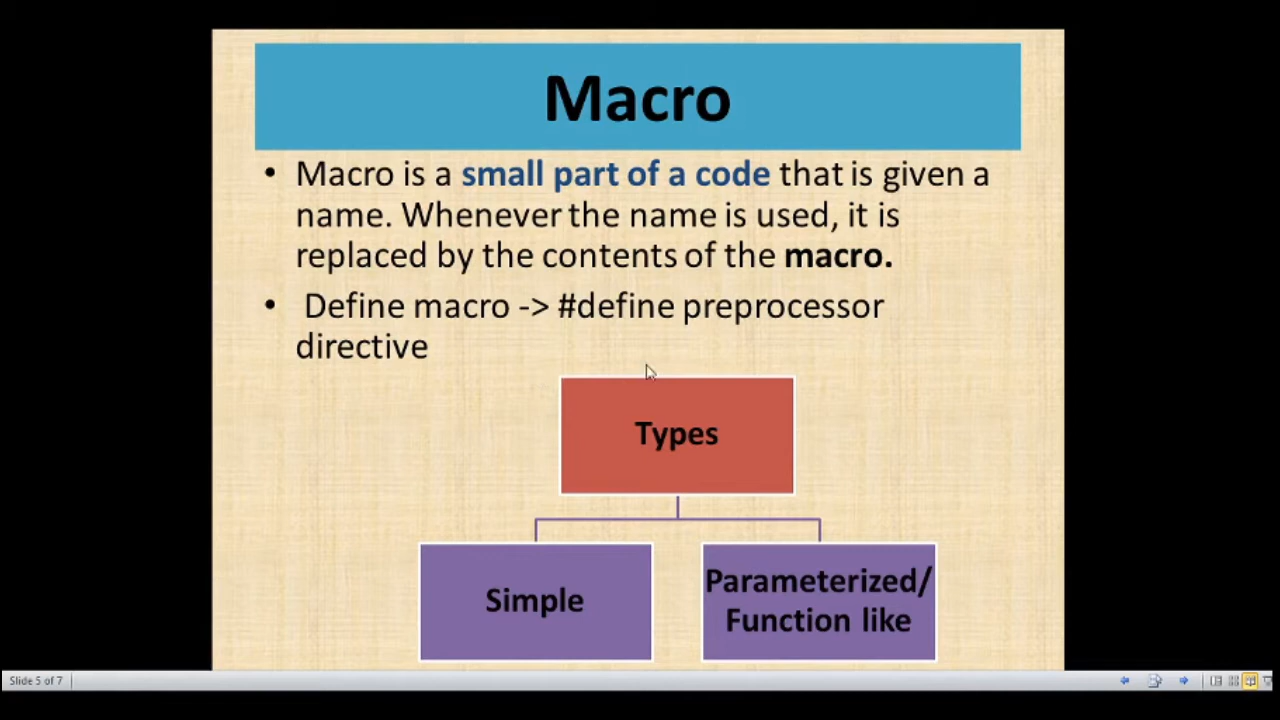 Macro
• Macro is a small part of a code that is given a
name. Whenever the name is used, it is
replaced by the contents of the macro.
• Define macro -> #define preprocessor
directive
Types
Simple
Parameterized/
Function like
Slide 5 of 7